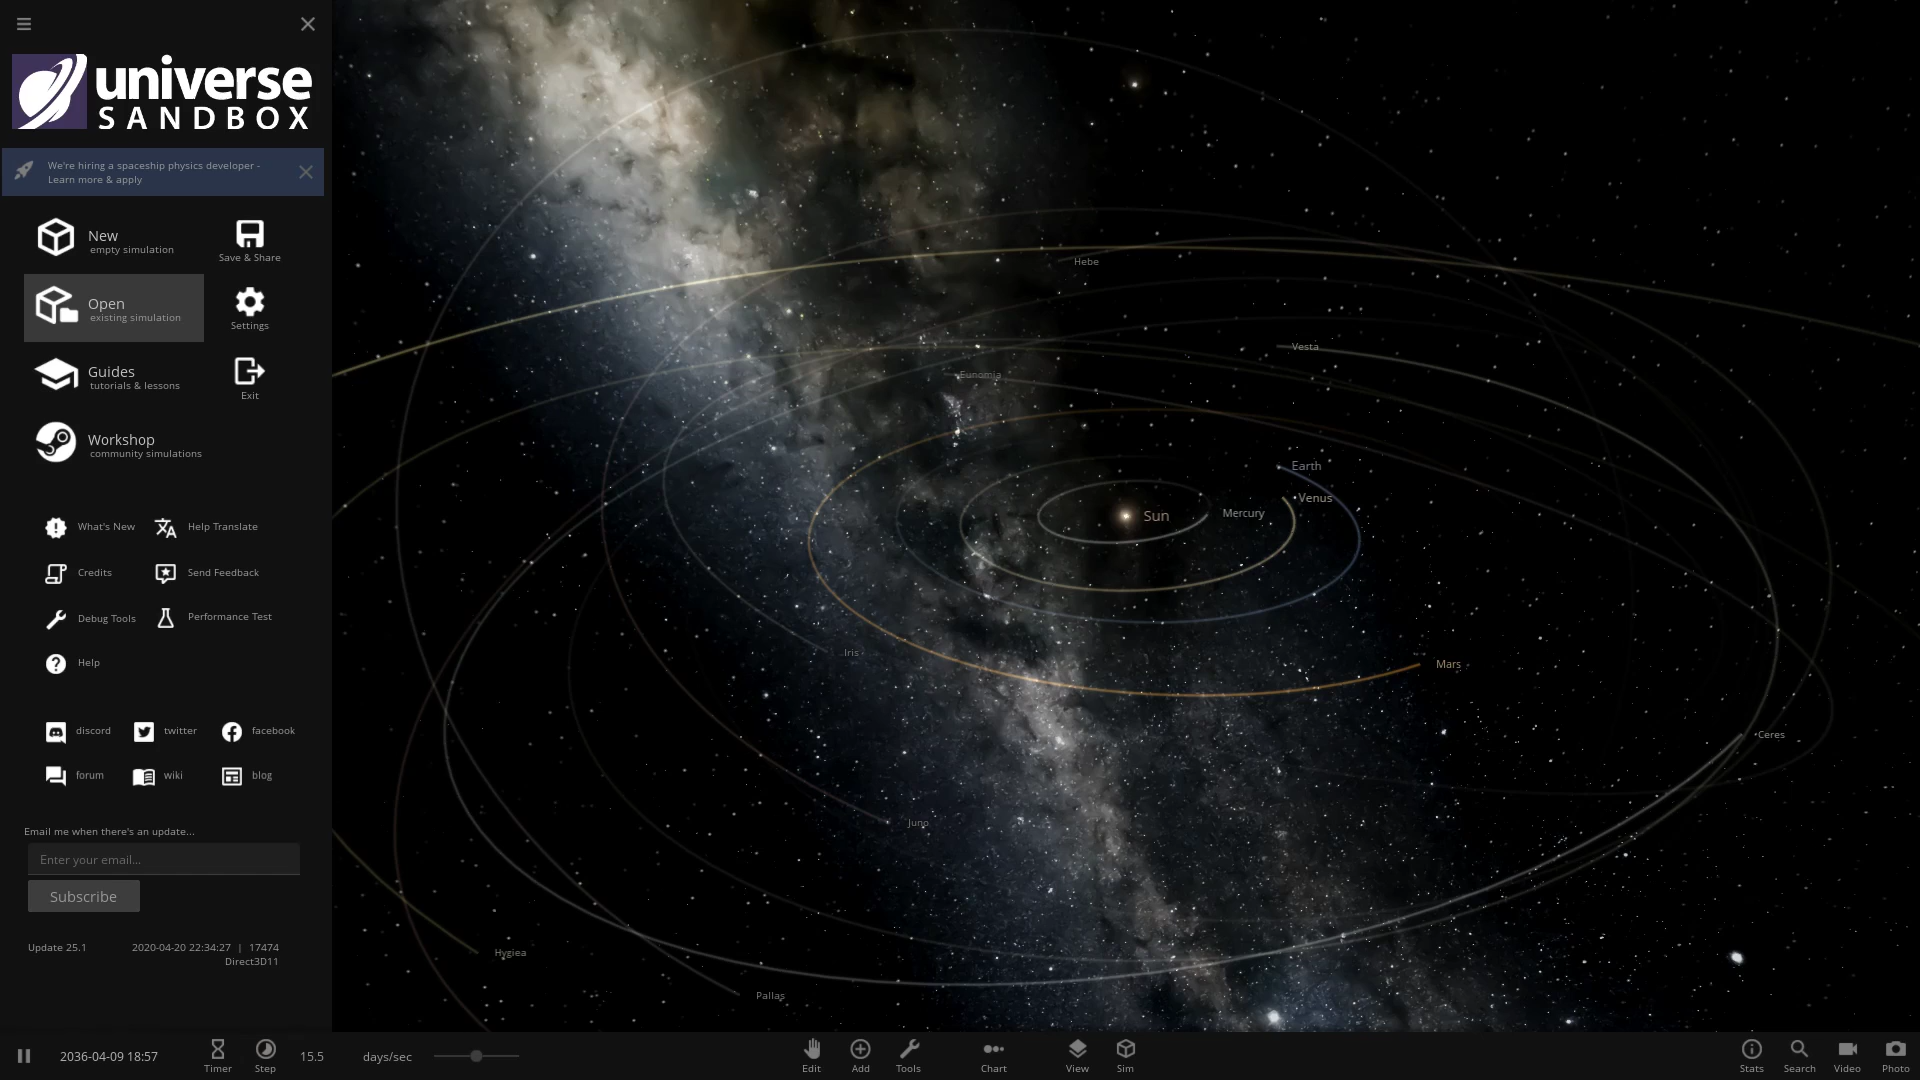 universe
SANDBOX
We're hiring a spaceship physics developer -
Learn more & apply
New
empty simulation
Save & Share
Open
existing simulation
Settings
Guides
tutorials & lessons
Exit
Workshop
community simulations
What's New
Help Translate
Credits
Send Feedback
Debug Tools
Performance Test
Help
discord
twitter
facebook
forum
wiki
blog
Email me when there's an update...
Enter your email...
Subscribe
Update 25.1
2020-04-20 22:34:27 | 17474
Direct3D11
Hebe
Vesta
Eunomia
Earth
Venus
Mercury
Sun
Iris
Mars
Ceres
Juno
Hygiea
Pallas
2036-04-09 18:57
Timer
Step
15.5
days/sec
Edit
Add
Tools
Chart
View
Sim
Stats
Search
Video
Photo